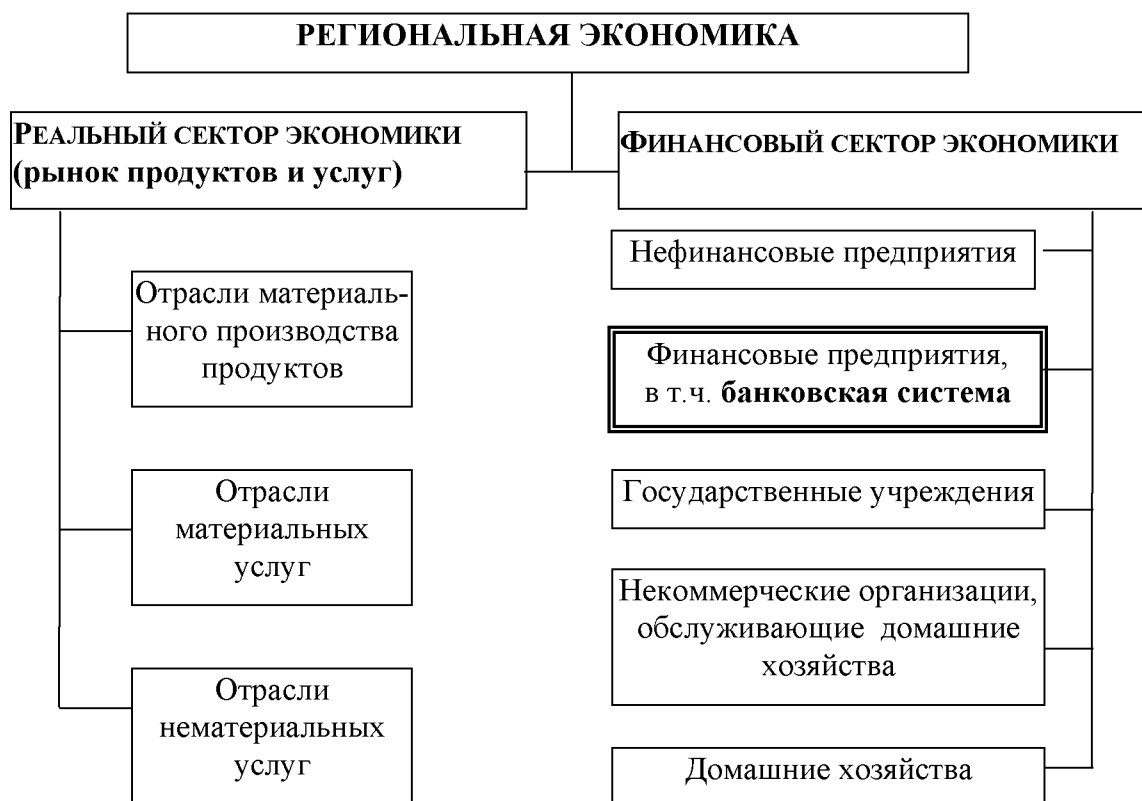 РЕГИОНАЛЬНАЯ ЭКОНОМИКА
РЕАЛЬНЫЙ СЕКТОР ЭКОНОМИКИ
(рынок продуктов и услуг)
ФИНАНСОВЫЙ СЕКТОР ЭКОНОМИКИ
Отрасли материаль-
ного производства
продуктов
Отрасли
материальных
услуг
Отрасли
нематериальных
услуг
Нефинансовые предприятия
Финансовые предприятия,
в т.ч. банковская система
Государственные учреждения
Некоммерческие организации,
обслуживающие домашние
хозяйства
Домашние хозяйства